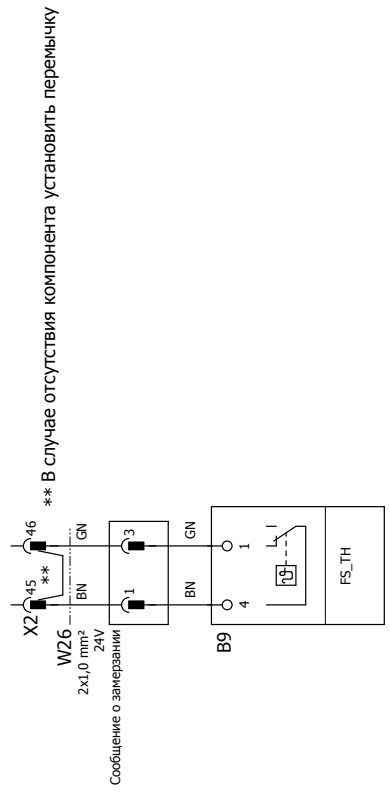 ** В случае отсутствия компонента установить перемычку
X2
45
46
**
W26
2x1,0 mm²
24V
BN
GN
Сообщение о замерзании
1
3
BN
GN
B9
4
1
ϑ
FS_TH